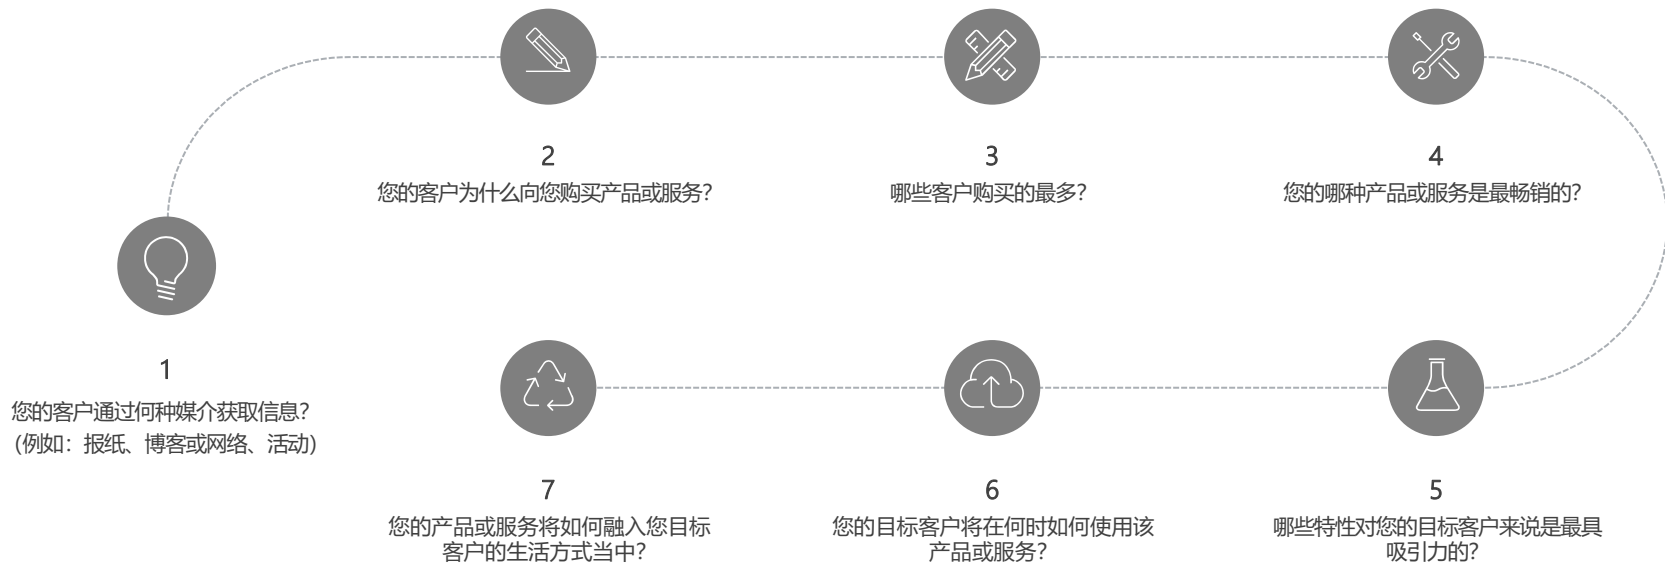 1
您的客户通过何种媒介获取信息?
(例如：报纸、博客或网络、活动)
2
您的客户为什么向您购买产品或服务?
3
哪些客户购买的最多?
4
您的哪种产品或服务是最畅销的?
5
哪些特性对您的目标客户来说是最具
吸引力的?
6
您的目标客户将在何时如何使用该
产品或服务?
7
您的产品或服务将如何融入您目标
客户的生活方式当中?